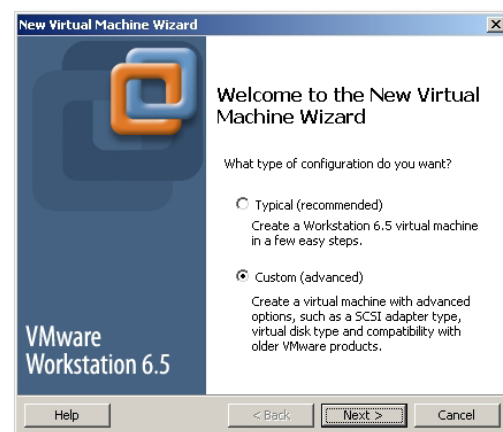 New Virtual Machine Wizard
Welcome to the New Virtual
Machine Wizard
What type of configuration do you want?
Typical (recommended)
Create a Workstation 6.5 virtual machine
in a few easy steps.
Custom (advanced)
Create a virtual machine with advanced
options, such as a SCSI adapter type,
virtual disk type and compatibility with
older VMware products.
VMware
Workstation 6.5
Help
< Back
Next >
Cancel